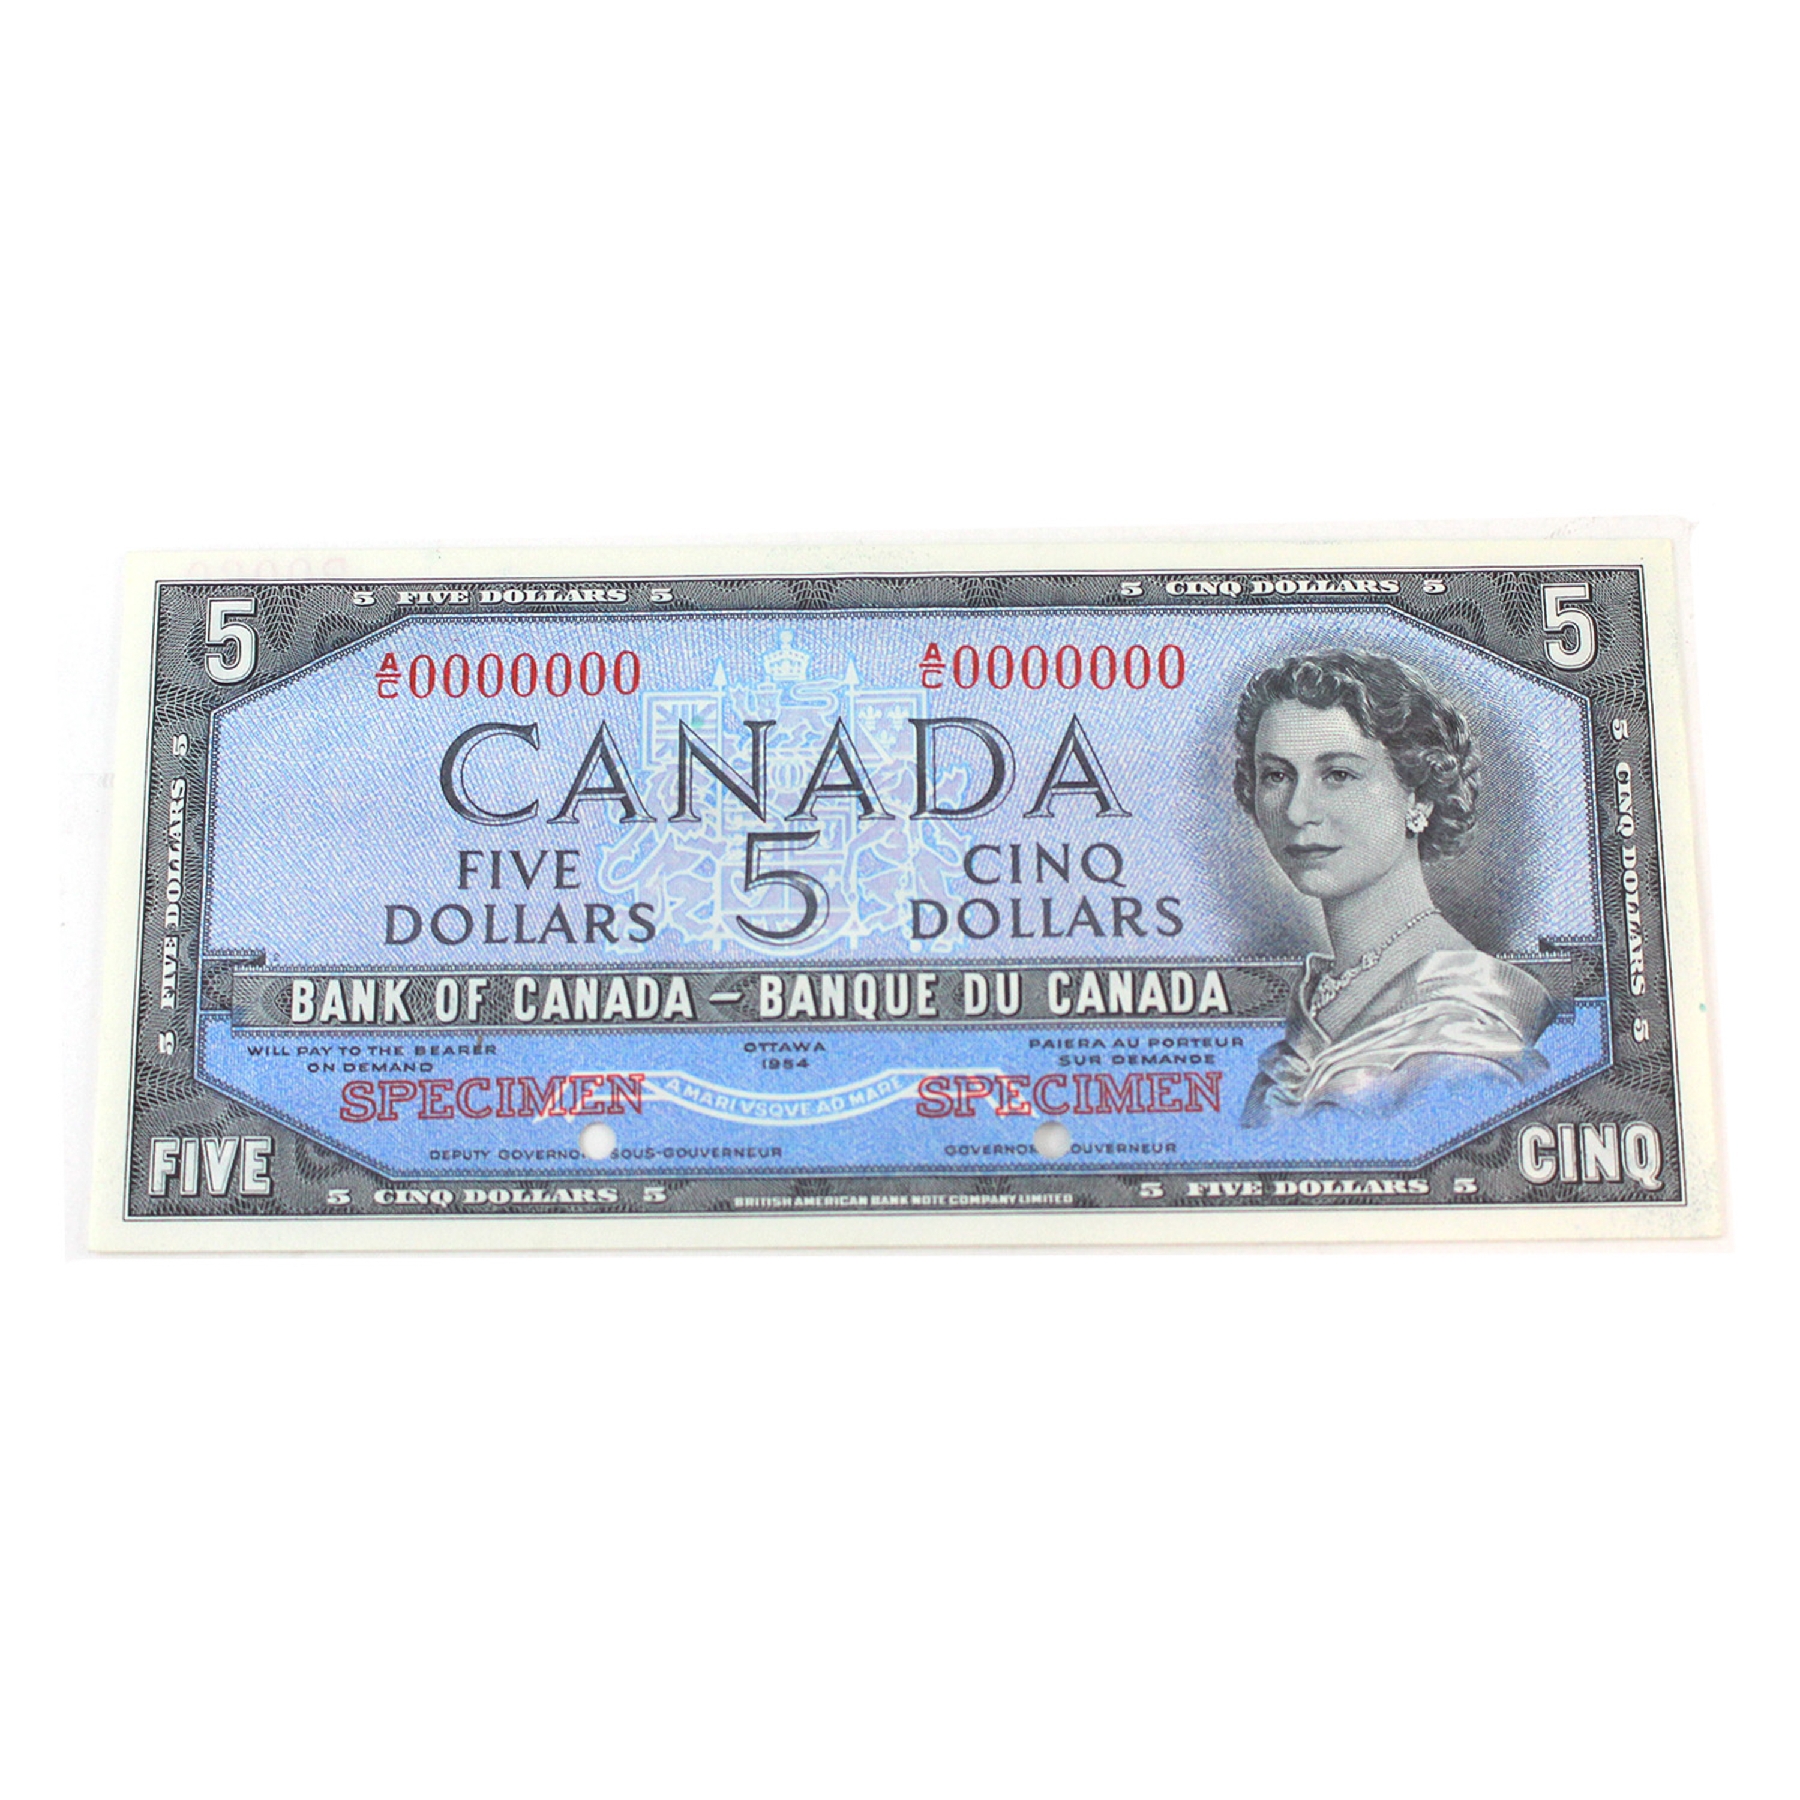 5 5 FIVE DOLLARS 5 5 CINQ DOLLARS 5 5
A/C 0000000 A/C 0000000
CANADA
FIVE DOLLARS 5 CINQ DOLLARS
5 FIVE DOLLARS 5
5 CINQ DOLLARS 5
BANK OF CANADA – BANQUE DU CANADA
WILL PAY TO THE BEARER ON DEMAND
OTTAWA
1954
PAIERA AU PORTEUR SUR DEMANDE
SPECIMEN A MARI VSQVE AD MARE SPECIMEN
DEPUTY GOVERNOR SOUS-GOUVERNEUR
GOVERNOR GOUVERNEUR
FIVE CINQ
5 CINQ DOLLARS 5 BRITISH AMERICAN BANK NOTE COMPANY LIMITED 5 FIVE DOLLARS 5